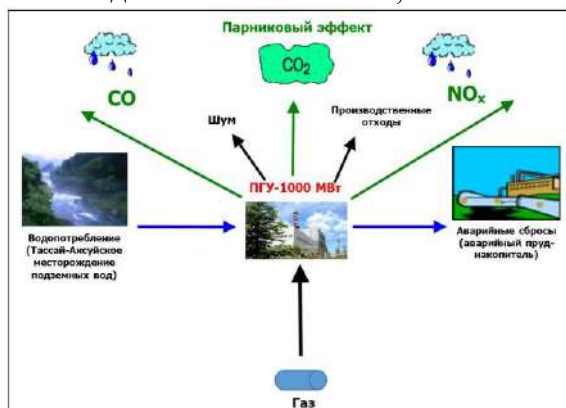 Парниковый эффект
CO₂
CO
NOₓ
Шум
Производственные
отходы
ПГУ-1000 МВт
Водопотребление
(Тассай-Аксуйское
месторождение
подземных вод)
Аварийные сбросы
(аварийный пруд-
накопитель)
Газ